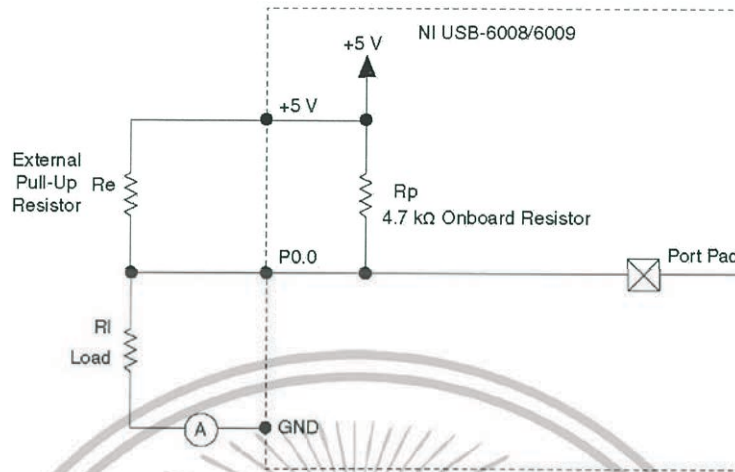 NI USB-6008/6009
+5 V
+5 V
External
Pull-Up
Resistor
Re
Rp
4.7 kΩ Onboard Resistor
P0.0
Port Pad
Rl
Load
A
GND